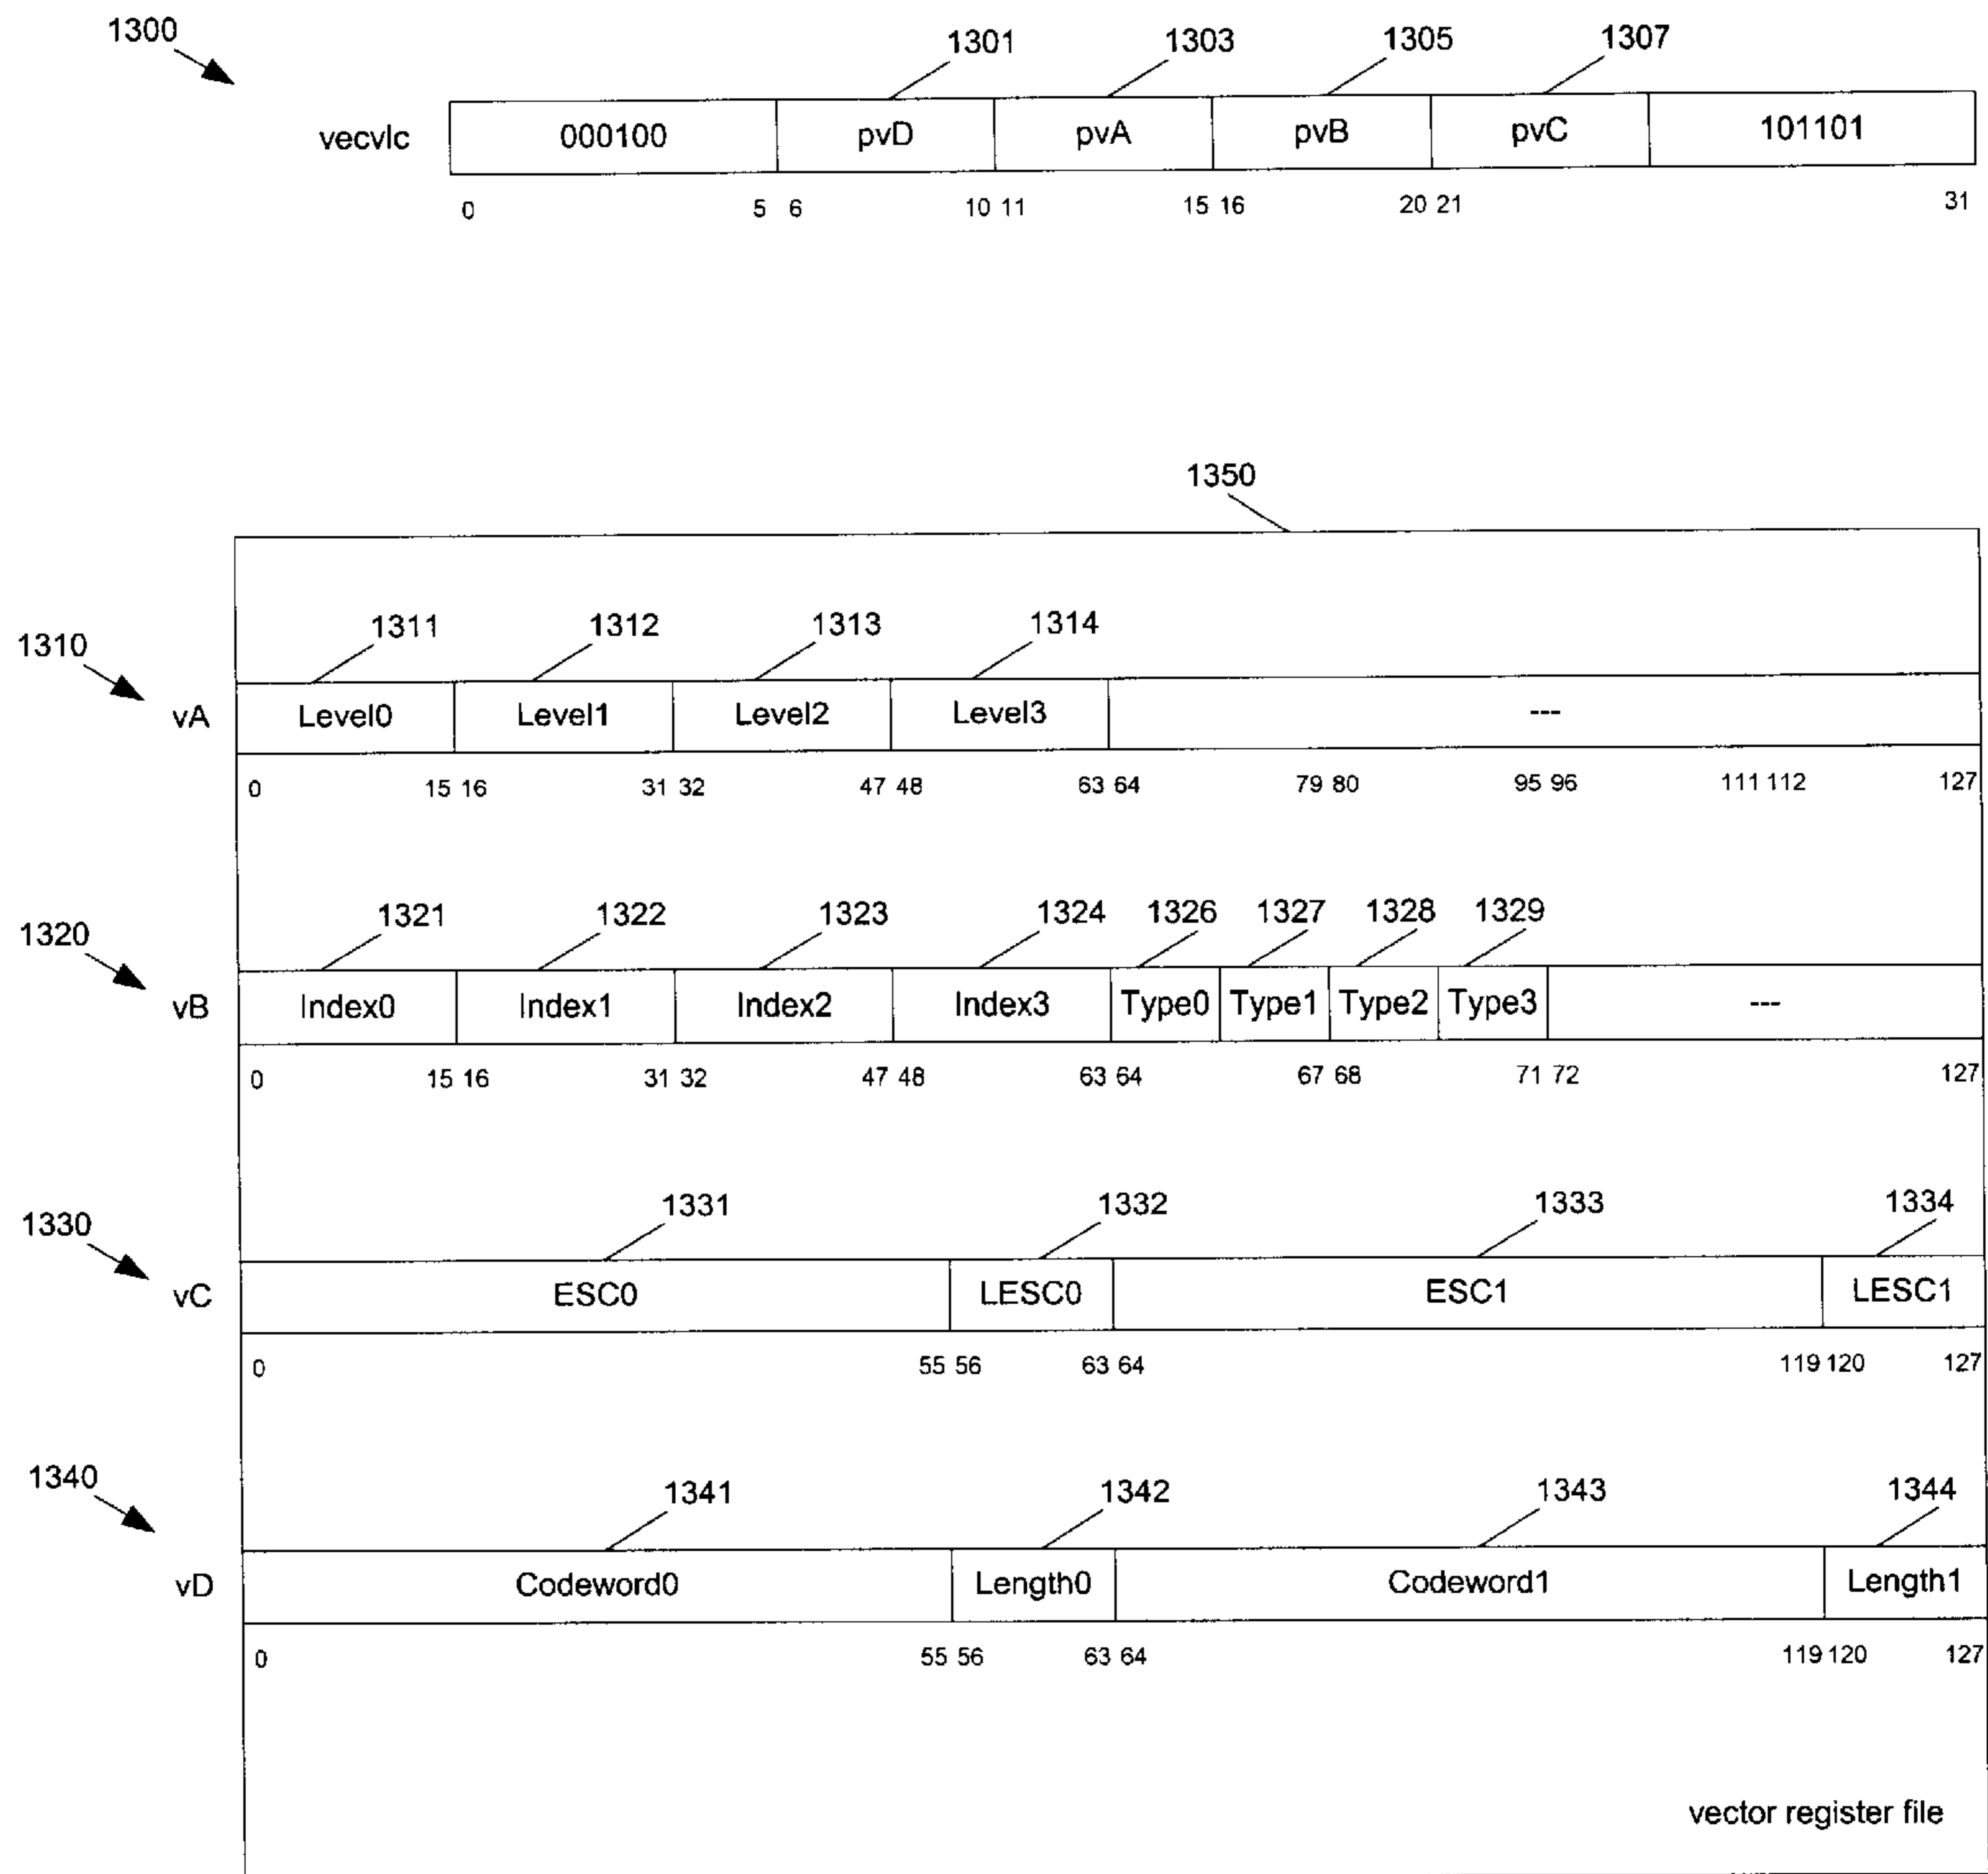 1300
1301 1303 1305 1307
vecvlc 000100 pvD pvA pvB pvC 101101
0 5 6 10 11 15 16 20 21 31
1350
1310
1311 1312 1313 1314
vA Level0 Level1 Level2 Level3 ---
0 15 16 31 32 47 48 63 64 79 80 95 96 111 112 127
1320
1321 1322 1323 1324 1326 1327 1328 1329
vB Index0 Index1 Index2 Index3 Type0 Type1 Type2 Type3 ---
0 15 16 31 32 47 48 63 64 67 68 71 72 127
1330
1331 1332 1333 1334
vC ESC0 LESC0 ESC1 LESC1
0 55 56 63 64 119 120 127
1340
1341 1342 1343 1344
vD Codeword0 Length0 Codeword1 Length1
0 55 56 63 64 119 120 127
vector register file